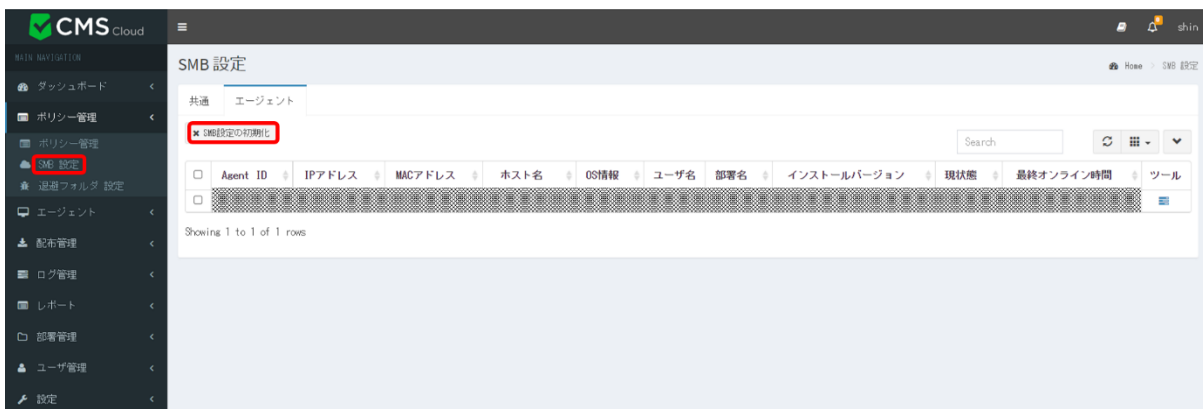 CMS Cloud
shin
MAIN NAVIGATION
ダッシュボード
ポリシー管理
ポリシー管理
SMB 設定
退避フォルダ 設定
エージェント
配布管理
ログ管理
レポート
部署管理
ユーザ管理
設定
SMB 設定
Home > SMB 設定
共通 エージェント
SMB設定の初期化
Search
Agent ID IPアドレス MACアドレス ホスト名 OS情報 ユーザ名 部署名 インストールバージョン 現状態 最終オンライン時間 ツール
Showing 1 to 1 of 1 rows